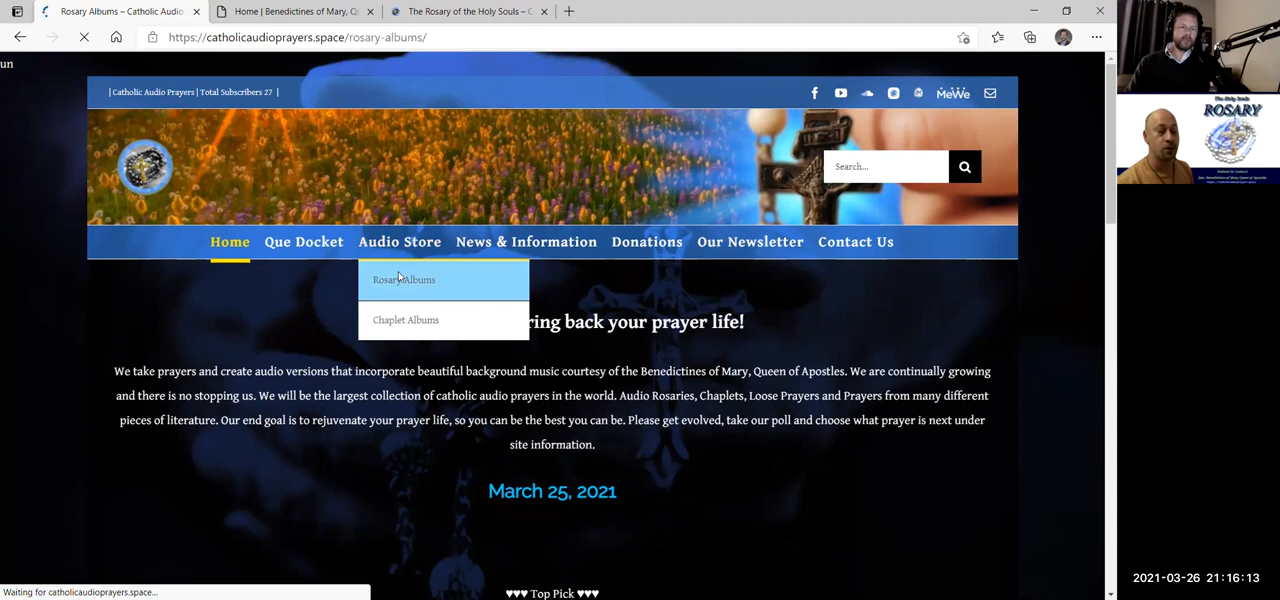 Rosary Albums – Catholic Audio
Home | Benedictines of Mary, Qu
The Rosary of the Holy Souls – C
https://catholicaudioprayers.space/rosary-albums/
un
| Catholic Audio Prayers | Total Subscribers 27 |
MeWe
Search...
Home Que Docket Audio Store News & Information Donations Our Newsletter Contact Us
Rosary Albums
Chaplet Albums
ring back your prayer life!
We take prayers and create audio versions that incorporate beautiful background music courtesy of the Benedictines of Mary, Queen of Apostles. We are continually growing
and there is no stopping us. We will be the largest collection of catholic audio prayers in the world. Audio Rosaries, Chaplets, Loose Prayers and Prayers from many different
pieces of literature. Our end goal is to rejuvenate your prayer life, so you can be the best you can be. Please get evolved, take our poll and choose what prayer is next under
site information.
March 25, 2021
♥♥♥ Top Pick ♥♥♥
Waiting for catholicaudioprayers.space...
The Holy Souls
ROSARY
2021-03-26 21:16:13